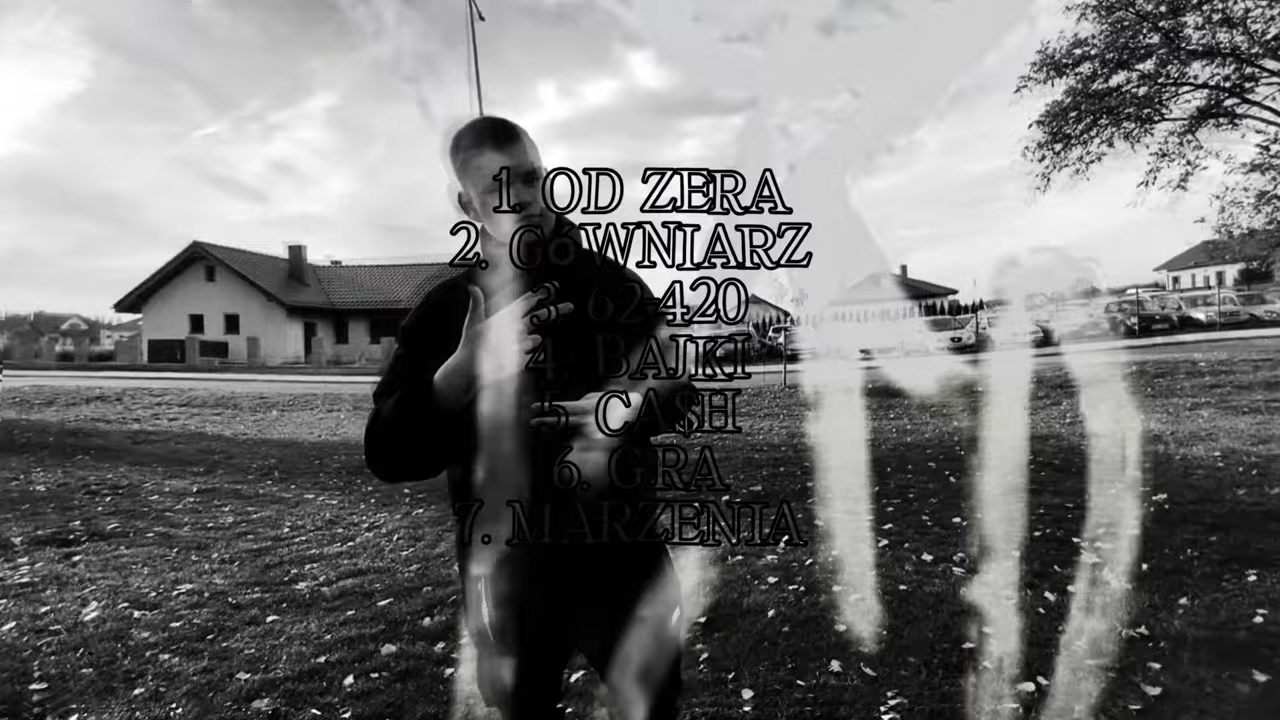 1. OD ZERA
2. GÓWNIARZ
3. 62-420
4. BAJKI
5. CA$H
6. GRA
7. MARZENIA